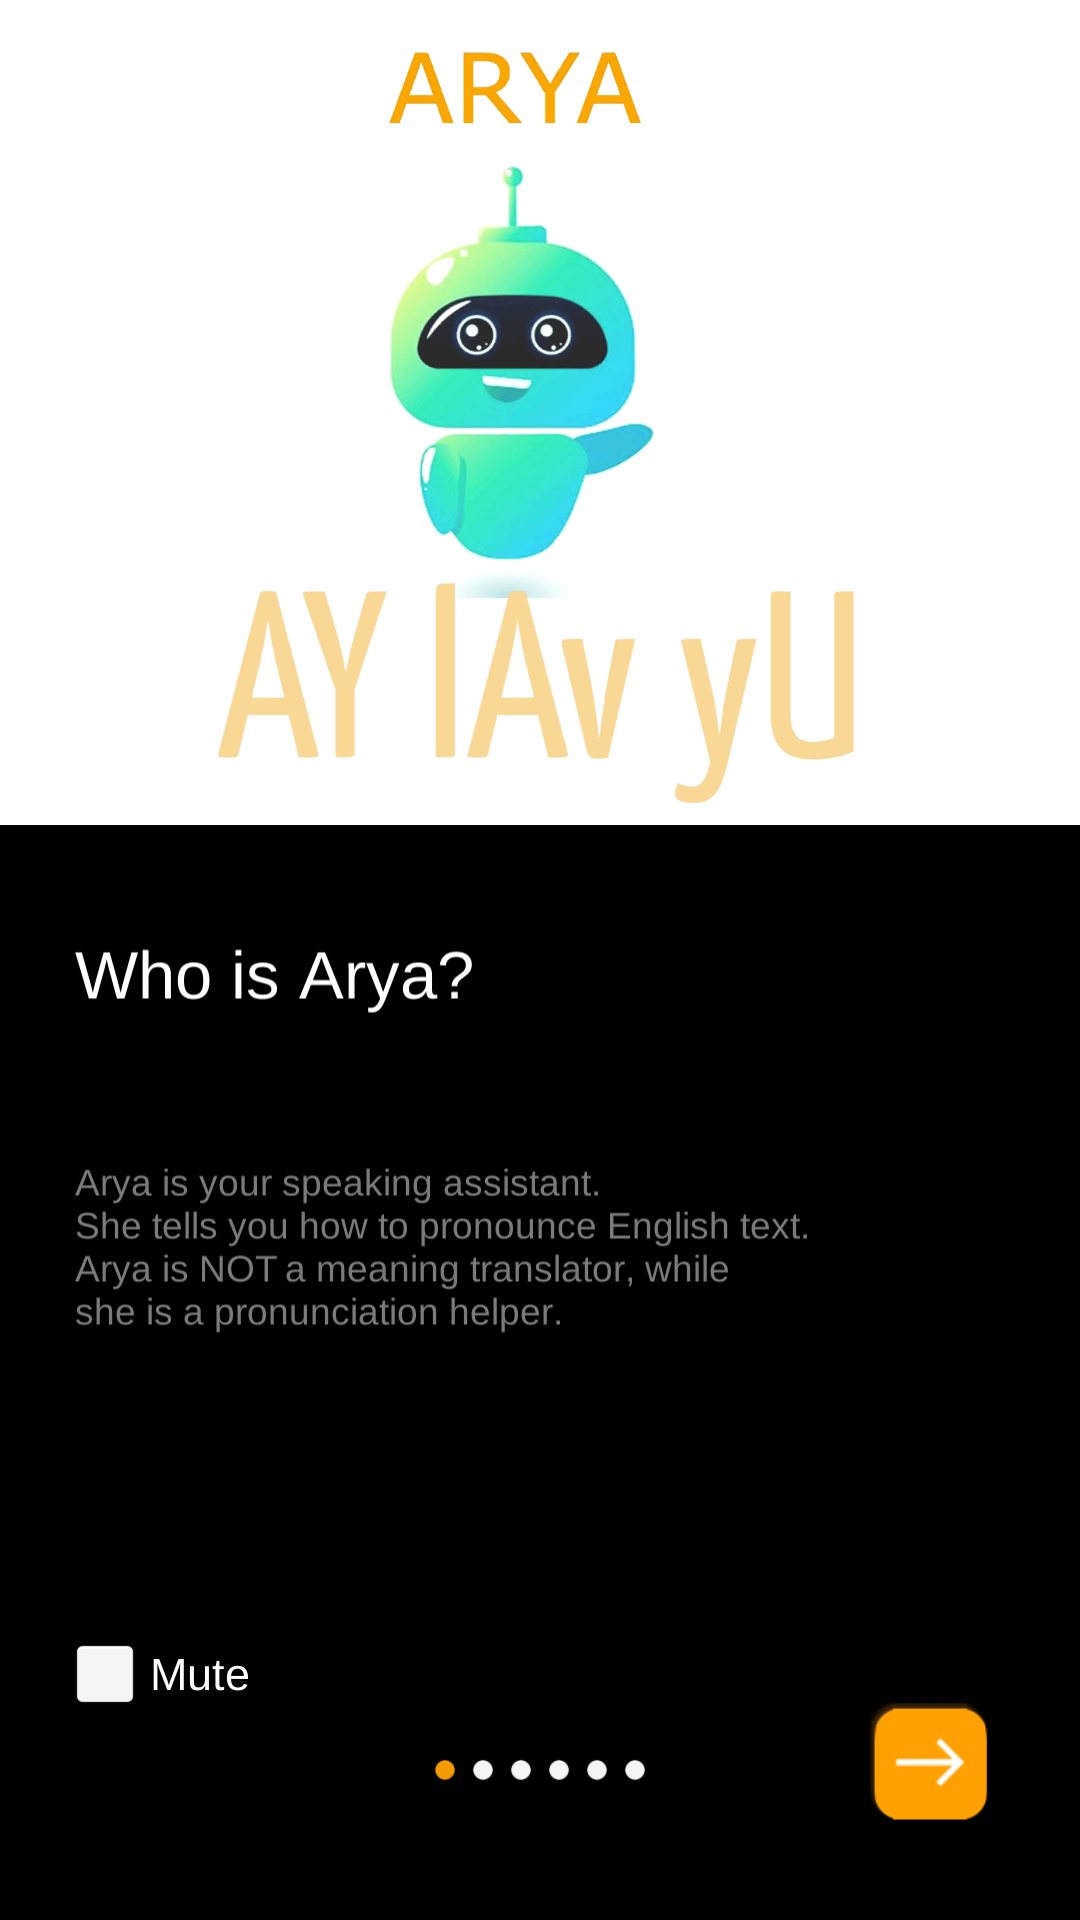 ARYA
AY lAv yU
Who is Arya?
Arya is your speaking assistant.
She tells you how to pronounce English text.
Arya is NOT a meaning translator, while
she is a pronunciation helper.
Mute